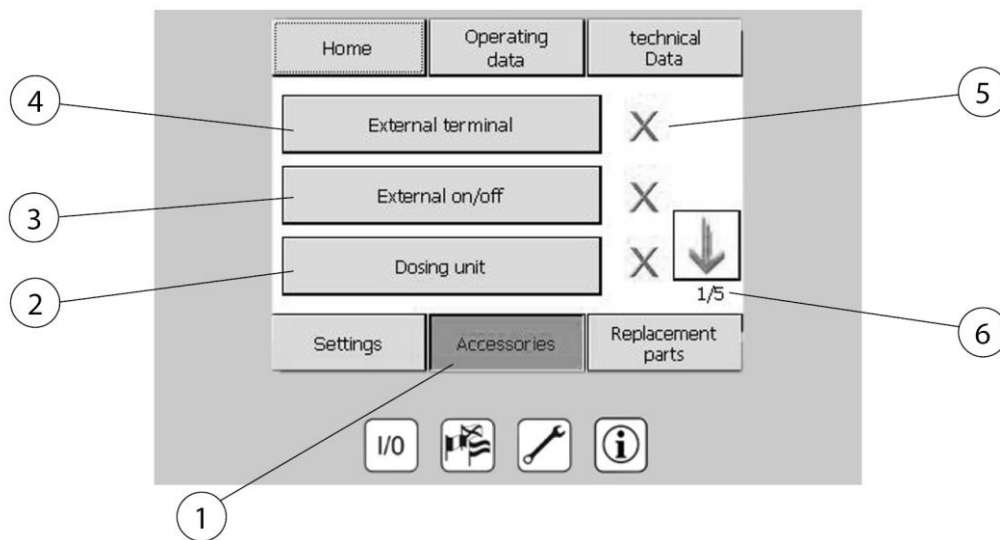 Home
Operating
data
technical
Data
4
External terminal
X
5
3
External on/off
X
2
Dosing unit
X
1/5
6
Settings
Accessories
Replacement
parts
I/0
i
1